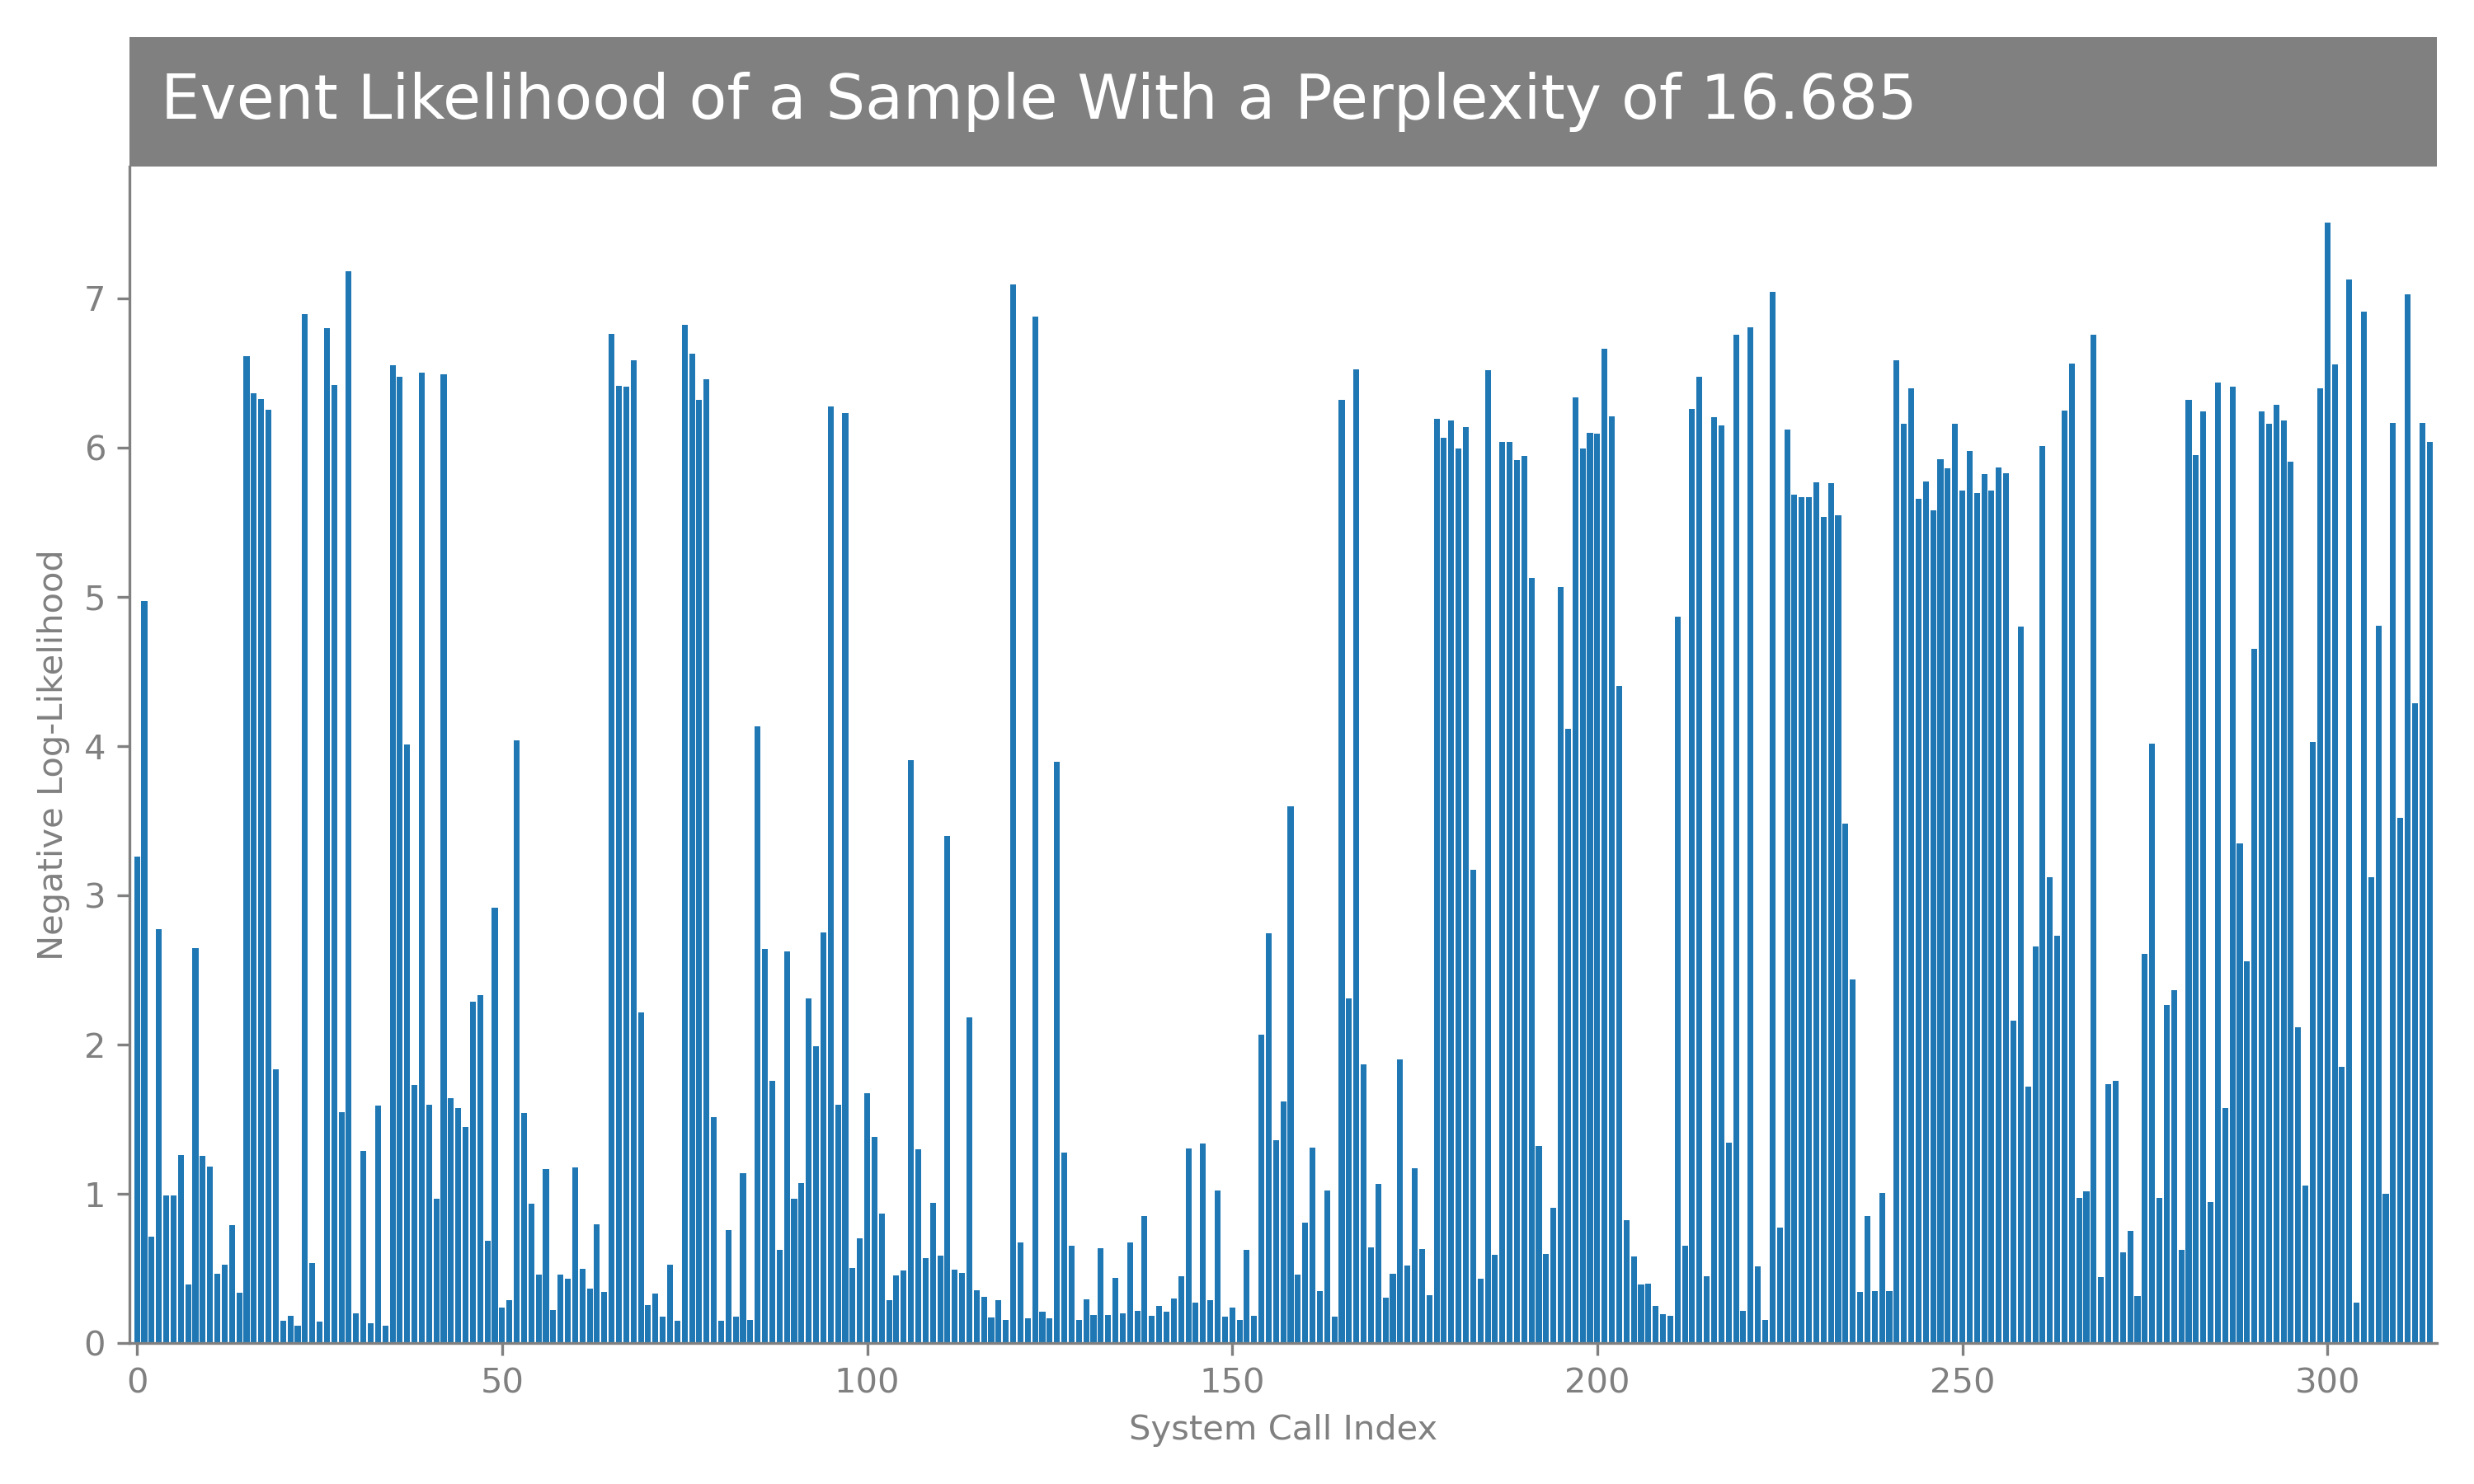 Event Likelihood of a Sample With a Perplexity of 16.685
Negative Log-Likelihood
7
6
5
4
3
2
1
0
0 50 100 150 200 250 300
System Call Index